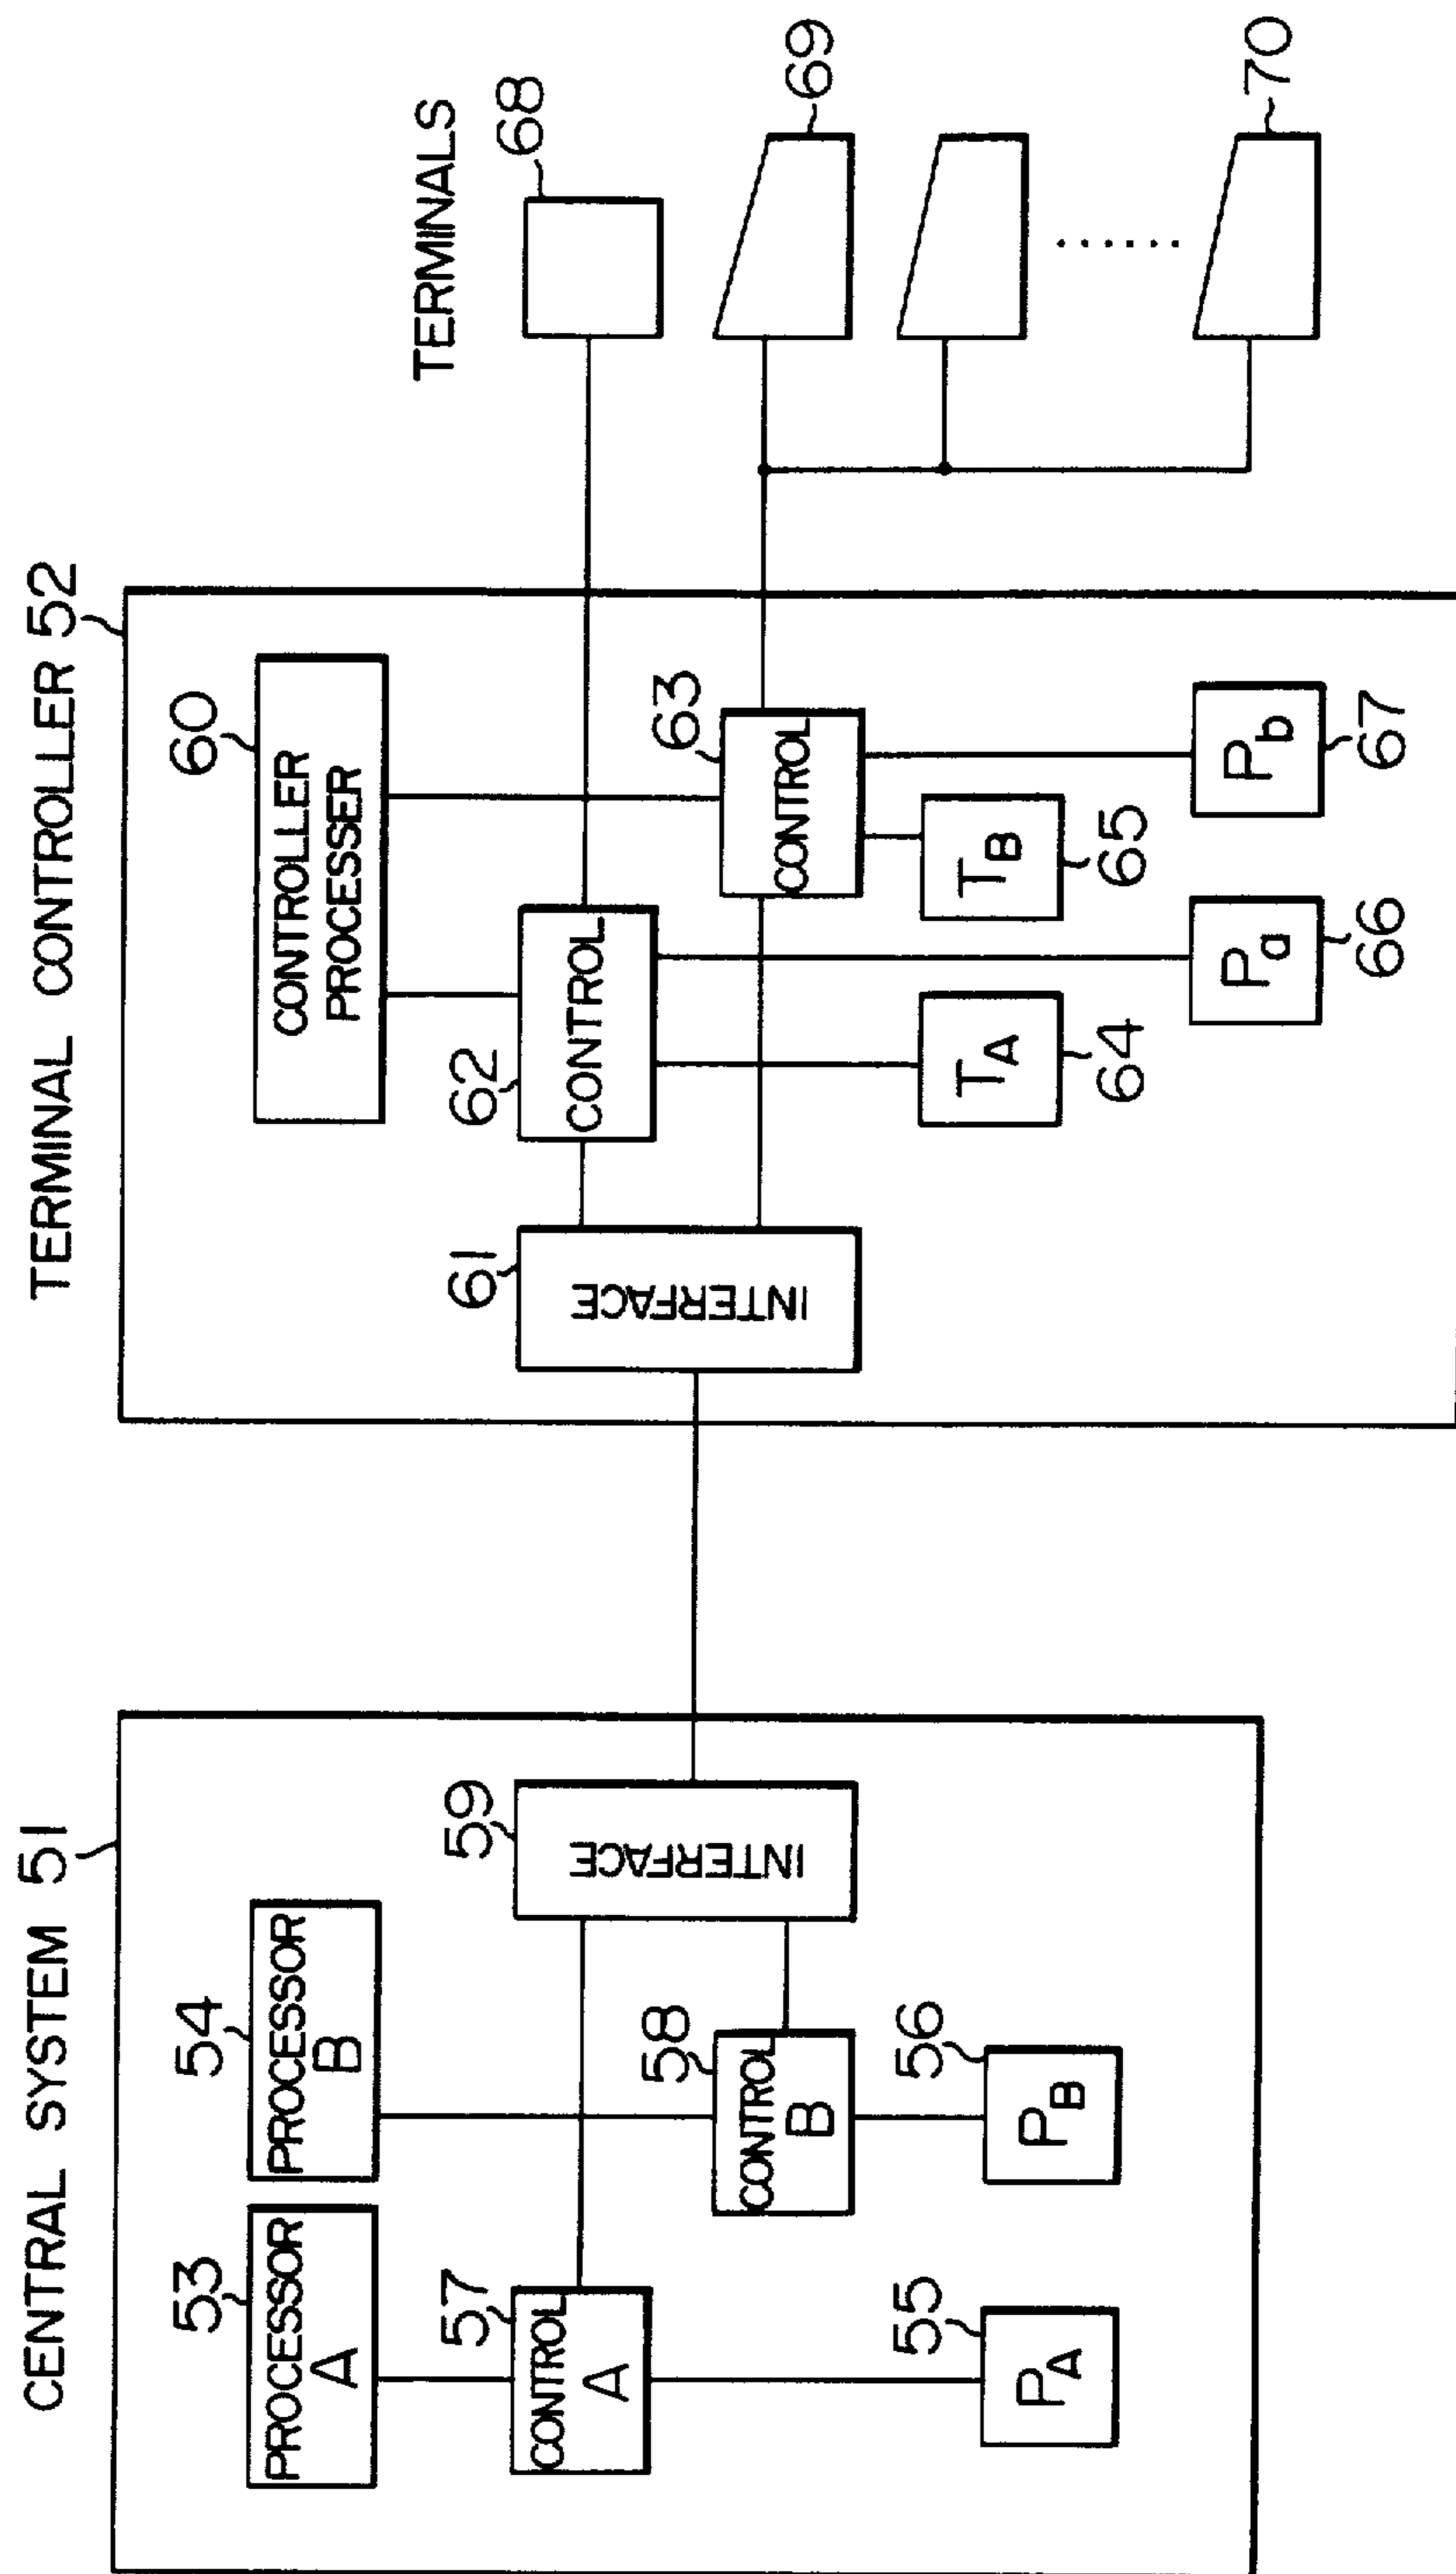 CENTRAL SYSTEM 51
53
PROCESSOR
A
54
PROCESSOR
B
57
CONTROL
A
58
CONTROL
B
59
INTERFACE
55
PA
56
PB
TERMINAL CONTROLLER 52
60
CONTROLLER
PROCESSER
61
INTERFACE
62
CONTROL
63
CONTROL
TA
64
TB
65
Pa
66
Pb
67
TERMINALS
68
69
70